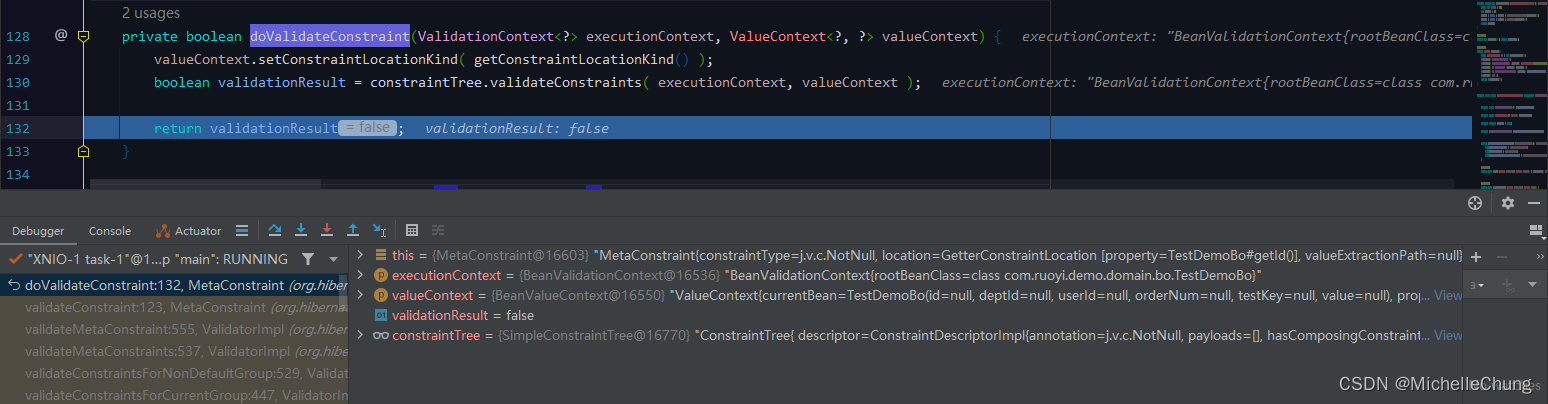 2 usages
128 @ private boolean doValidateConstraint(ValidationContext<?> executionContext, ValueContext<?, ?> valueContext) { executionContext: "BeanValidationContext{rootBeanClass=c
129 valueContext.setConstraintLocationKind( getConstraintLocationKind() );
130 boolean validationResult = constraintTree.validateConstraints( executionContext, valueContext ); executionContext: "BeanValidationContext{rootBeanClass=class com.r
131
132 return validationResult = false ; validationResult: false
133 }
134
Debugger Console Actuator
"XNIO-1 task-1"@1...p "main": RUNNING
doValidateConstraint:132, MetaConstraint (org.hiber
validateConstraint:123, MetaConstraint (org.hibern
validateMetaConstraint:555, ValidatorImpl (org.hi
validateMetaConstraints:537, ValidatorImpl (org.h
validateConstraintsForNonDefaultGroup:529, Validat
validateConstraintsForCurrentGroup:447, ValidatorIm
this = {MetaConstraint@16603} "MetaConstraint{constraintType=j.v.c.NotNull, location=GetterConstraintLocation [property=TestDemoBo#getId()], valueExtractionPath=null}
executionContext = {BeanValidationContext@16536} "BeanValidationContext{rootBeanClass=class com.ruoyi.demo.domain.bo.TestDemoBo}"
valueContext = {BeanValueContext@16550} "ValueContext{currentBean=TestDemoBo(id=null, deptId=null, userId=null, orderNum=null, testKey=null, value=null), prop... View
validationResult = false
constraintTree = {SimpleConstraintTree@16770} "ConstraintTree{ descriptor=ConstraintDescriptorImpl{annotation=j.v.c.NotNull, payloads=[], hasComposingConstraint... View
CSDN @MichelleChung